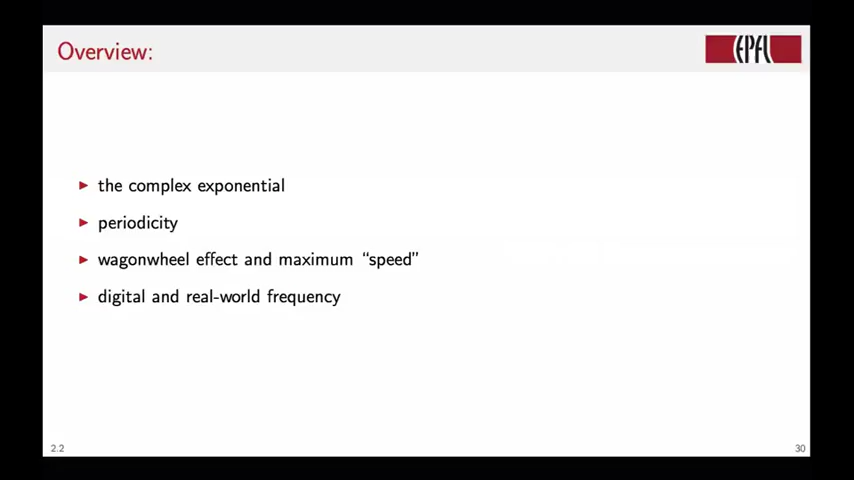 Overview:
EPFL
the complex exponential
periodicity
wagonwheel effect and maximum “speed”
digital and real-world frequency
2.2
30